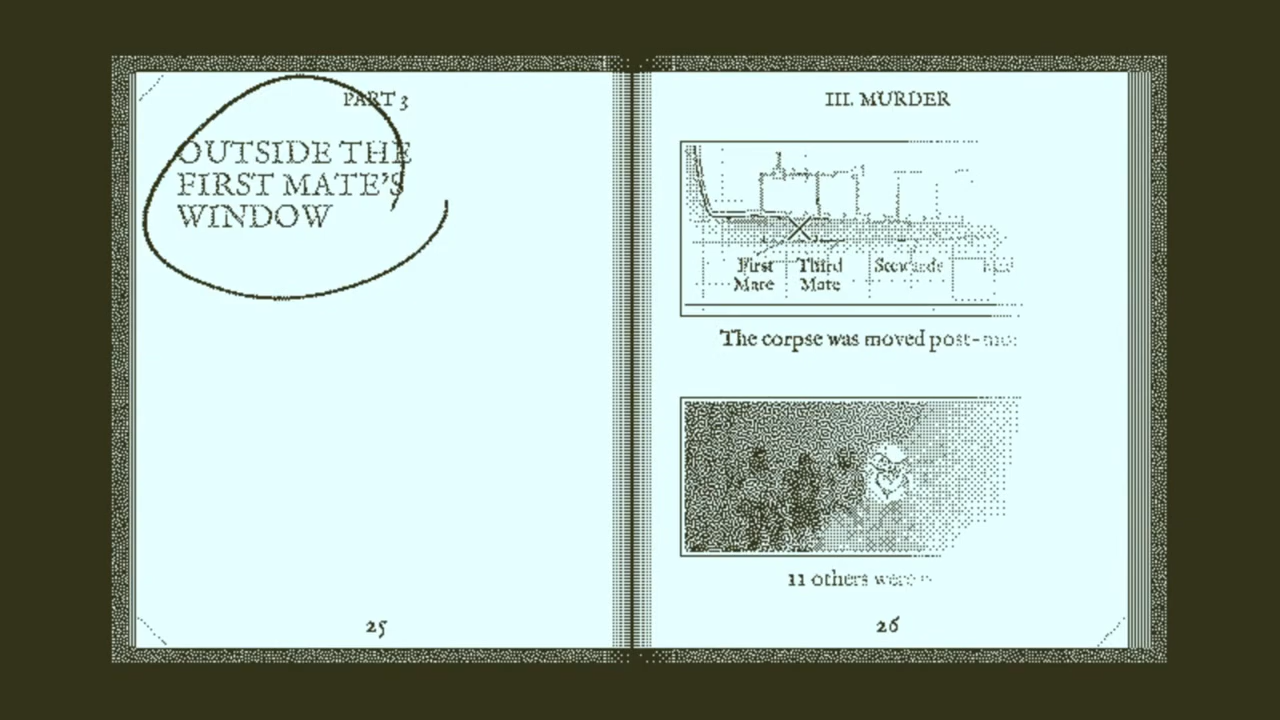 PART 3
OUTSIDE THE
FIRST MATE'S
WINDOW
25
III. MURDER
First Third Stewards
Mate Mate
The corpse was moved post-
11 others were
26